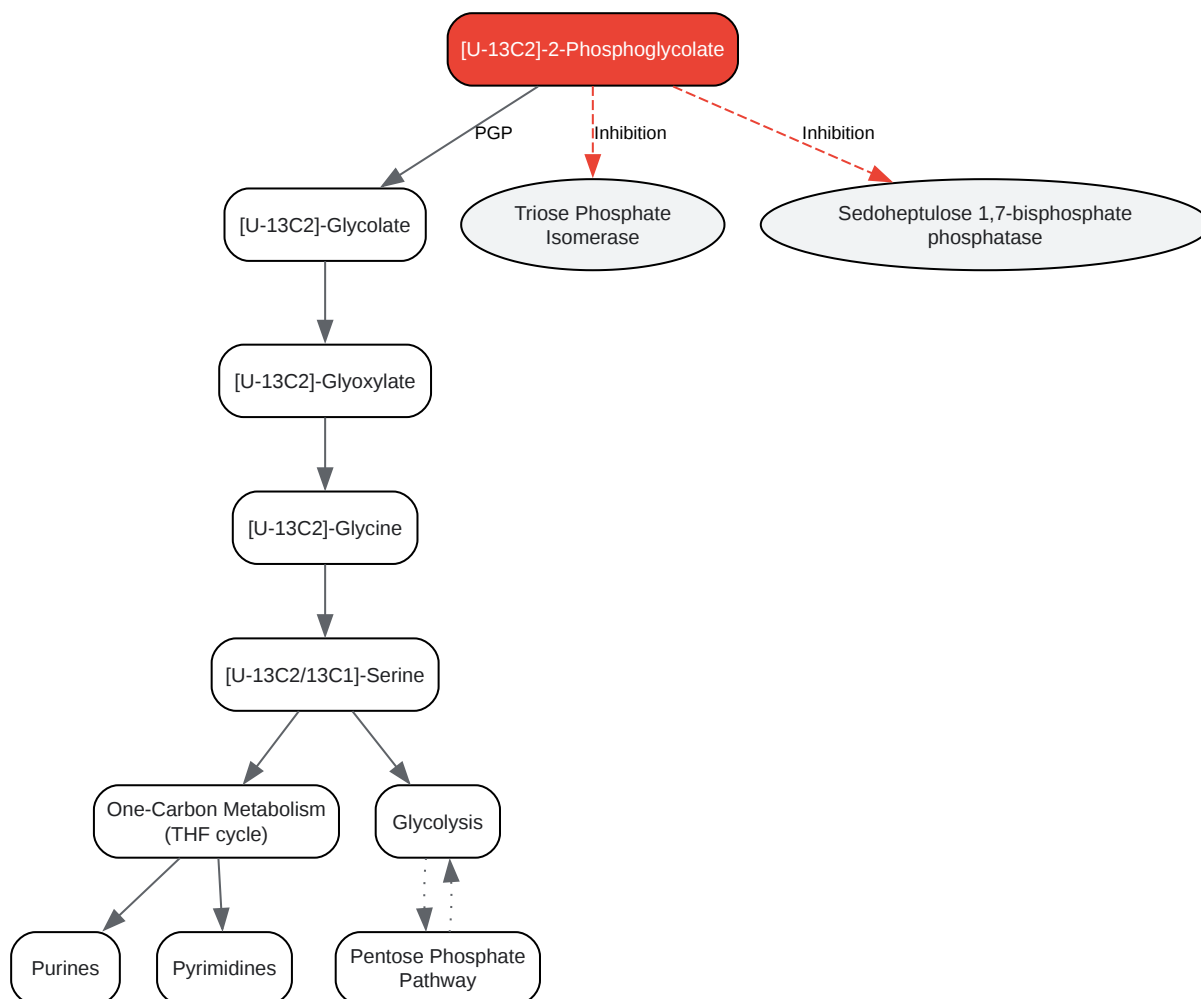 [U-13C2]-2-Phosphoglycolate
PGP
Inhibition
Inhibition
[U-13C2]-Glycolate
Triose Phosphate
Isomerase
Sedoheptulose 1,7-bisphosphate
phosphatase
[U-13C2]-Glyoxylate
[U-13C2]-Glycine
[U-13C2/13C1]-Serine
One-Carbon Metabolism
(THF cycle)
Glycolysis
Purines
Pyrimidines
Pentose Phosphate
Pathway